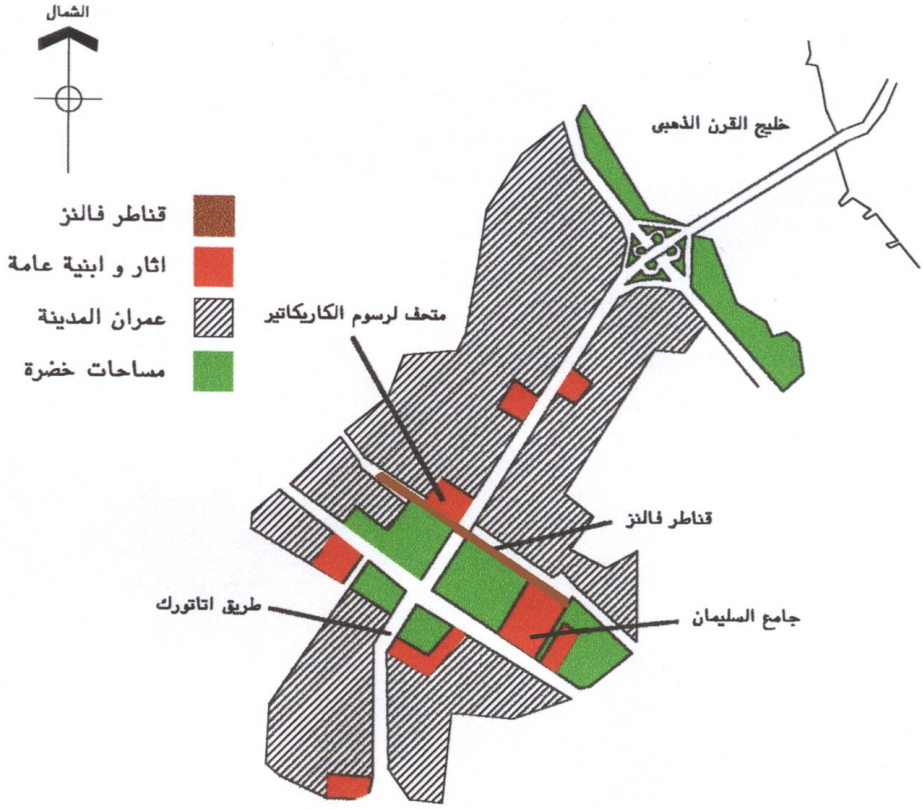 الشمال
خليج القرن الذهبى
قناطر فالنز
اثار و ابنية عامة
عمران المدينة
مساحات خضرة
متحف لرسوم الكاريكاتير
قناطر فالنز
طريق اتاتورك
جامع السليمان